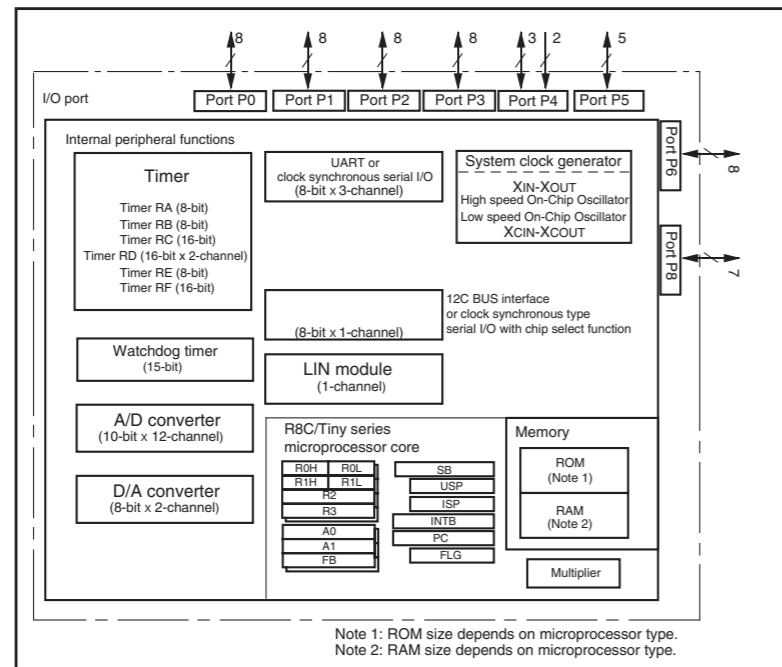 8
8
8
8
3
2
5
I/O port
Port P0
Port P1
Port P2
Port P3
Port P4
Port P5
Port P6
8
Port P8
7
Internal peripheral functions
Timer
Timer RA (8-bit)
Timer RB (8-bit)
Timer RC (16-bit)
Timer RD (16-bit x 2-channel)
Timer RE (8-bit)
Timer RF (16-bit)
UART or
clock synchronous serial I/O
(8-bit x 3-channel)
System clock generator
XIN-XOUT
High speed On-Chip Oscillator
Low speed On-Chip Oscillator
XCIN-XCOUT
(8-bit x 1-channel)
12C BUS interface
or clock synchronous type
serial I/O with chip select function
Watchdog timer
(15-bit)
LIN module
(1-channel)
A/D converter
(10-bit x 12-channel)
D/A converter
(8-bit x 2-channel)
R8C/Tiny series
microprocessor core
R0H
R0L
R1H
R1L
R2
R3
A0
A1
FB
SB
USP
ISP
INTB
PC
FLG
Memory
ROM
(Note 1)
RAM
(Note 2)
Multiplier
Note 1: ROM size depends on microprocessor type.
Note 2: RAM size depends on microprocessor type.